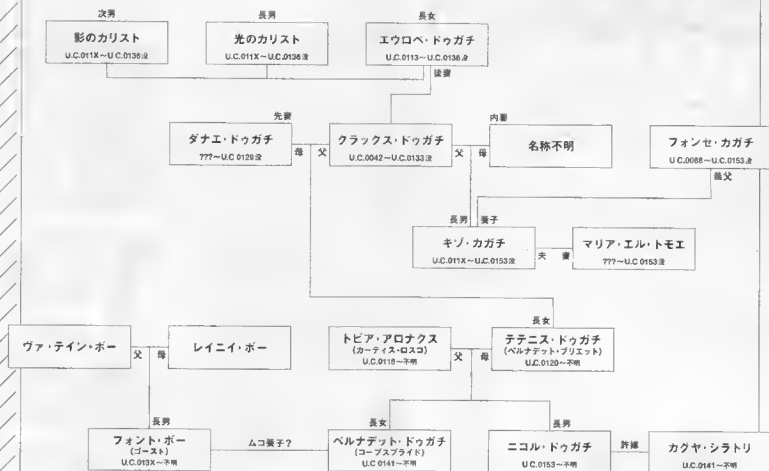 次男
長男
長女
影のカリスト
U.C.011X～U.C.0136没
光のカリスト
U.C.011X～U.C.0136没
エウロペ・ドゥガチ
U.C.0113～U.C.0136没
後妻
先妻
内妻
ダナエ・ドゥガチ
???～U.C.0129没
母
父
クラックス・ドゥガチ
U.C.0042～U.C.0133没
父
母
名称不明
フォンセ・カガチ
U.C.0088～U.C.0153没
義父
長男
養子
キゾ・カガチ
U.C.011X～U.C.0153没
夫
妻
マリア・エル・トモエ
???～U.C.0153没
長女
ヴァ・テイン・ボー
父
母
レイニイ・ボー
トビア・アロナクス
(カーティス・ロスコ)
U.C.0116～不明
父
母
テテニス・ドゥガチ
(ベルナデット・ブリエット)
U.C.0120～不明
長男
長女
長男
フォント・ボー
(ゴースト)
U.C.013X～不明
ムコ養子？
ベルナデット・ドゥガチ
(コープスブライド)
U.C.0141～不明
ニコル・ドゥガチ
U.C.0153～不明
許嫁
カグヤ・シラトリ
U.C.0141～不明